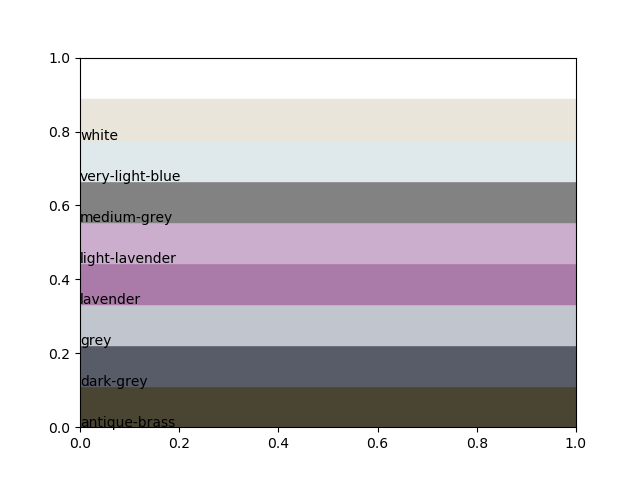 1.0
0.8
white
very-light-blue
0.6
medium-grey
light-lavender
0.4
lavender
grey
0.2
dark-grey
antique-brass
0.0
0.0 0.2 0.4 0.6 0.8 1.0